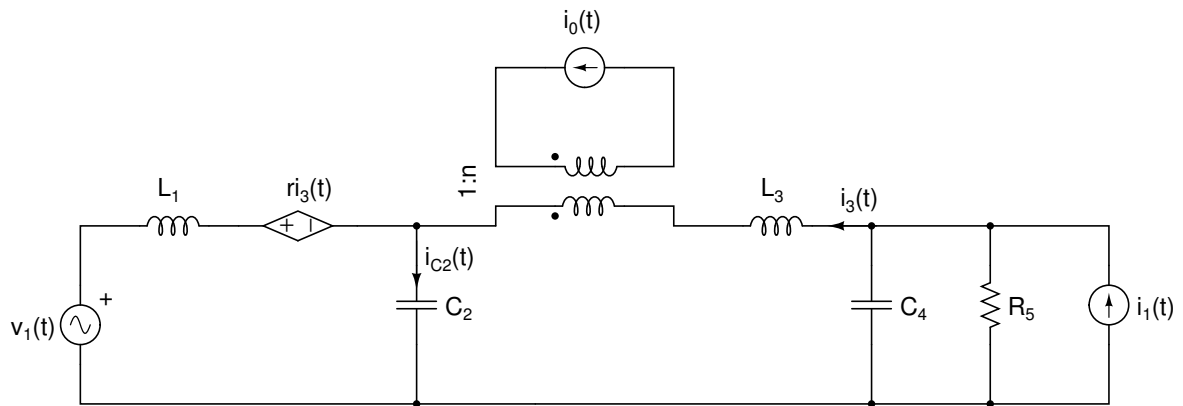 i₀(t)
1:n
L₁
ri₃(t)
L₃
i₃(t)
+ −
i_C2(t)
+
v₁(t)
C₂
C₄
R₅
i₁(t)